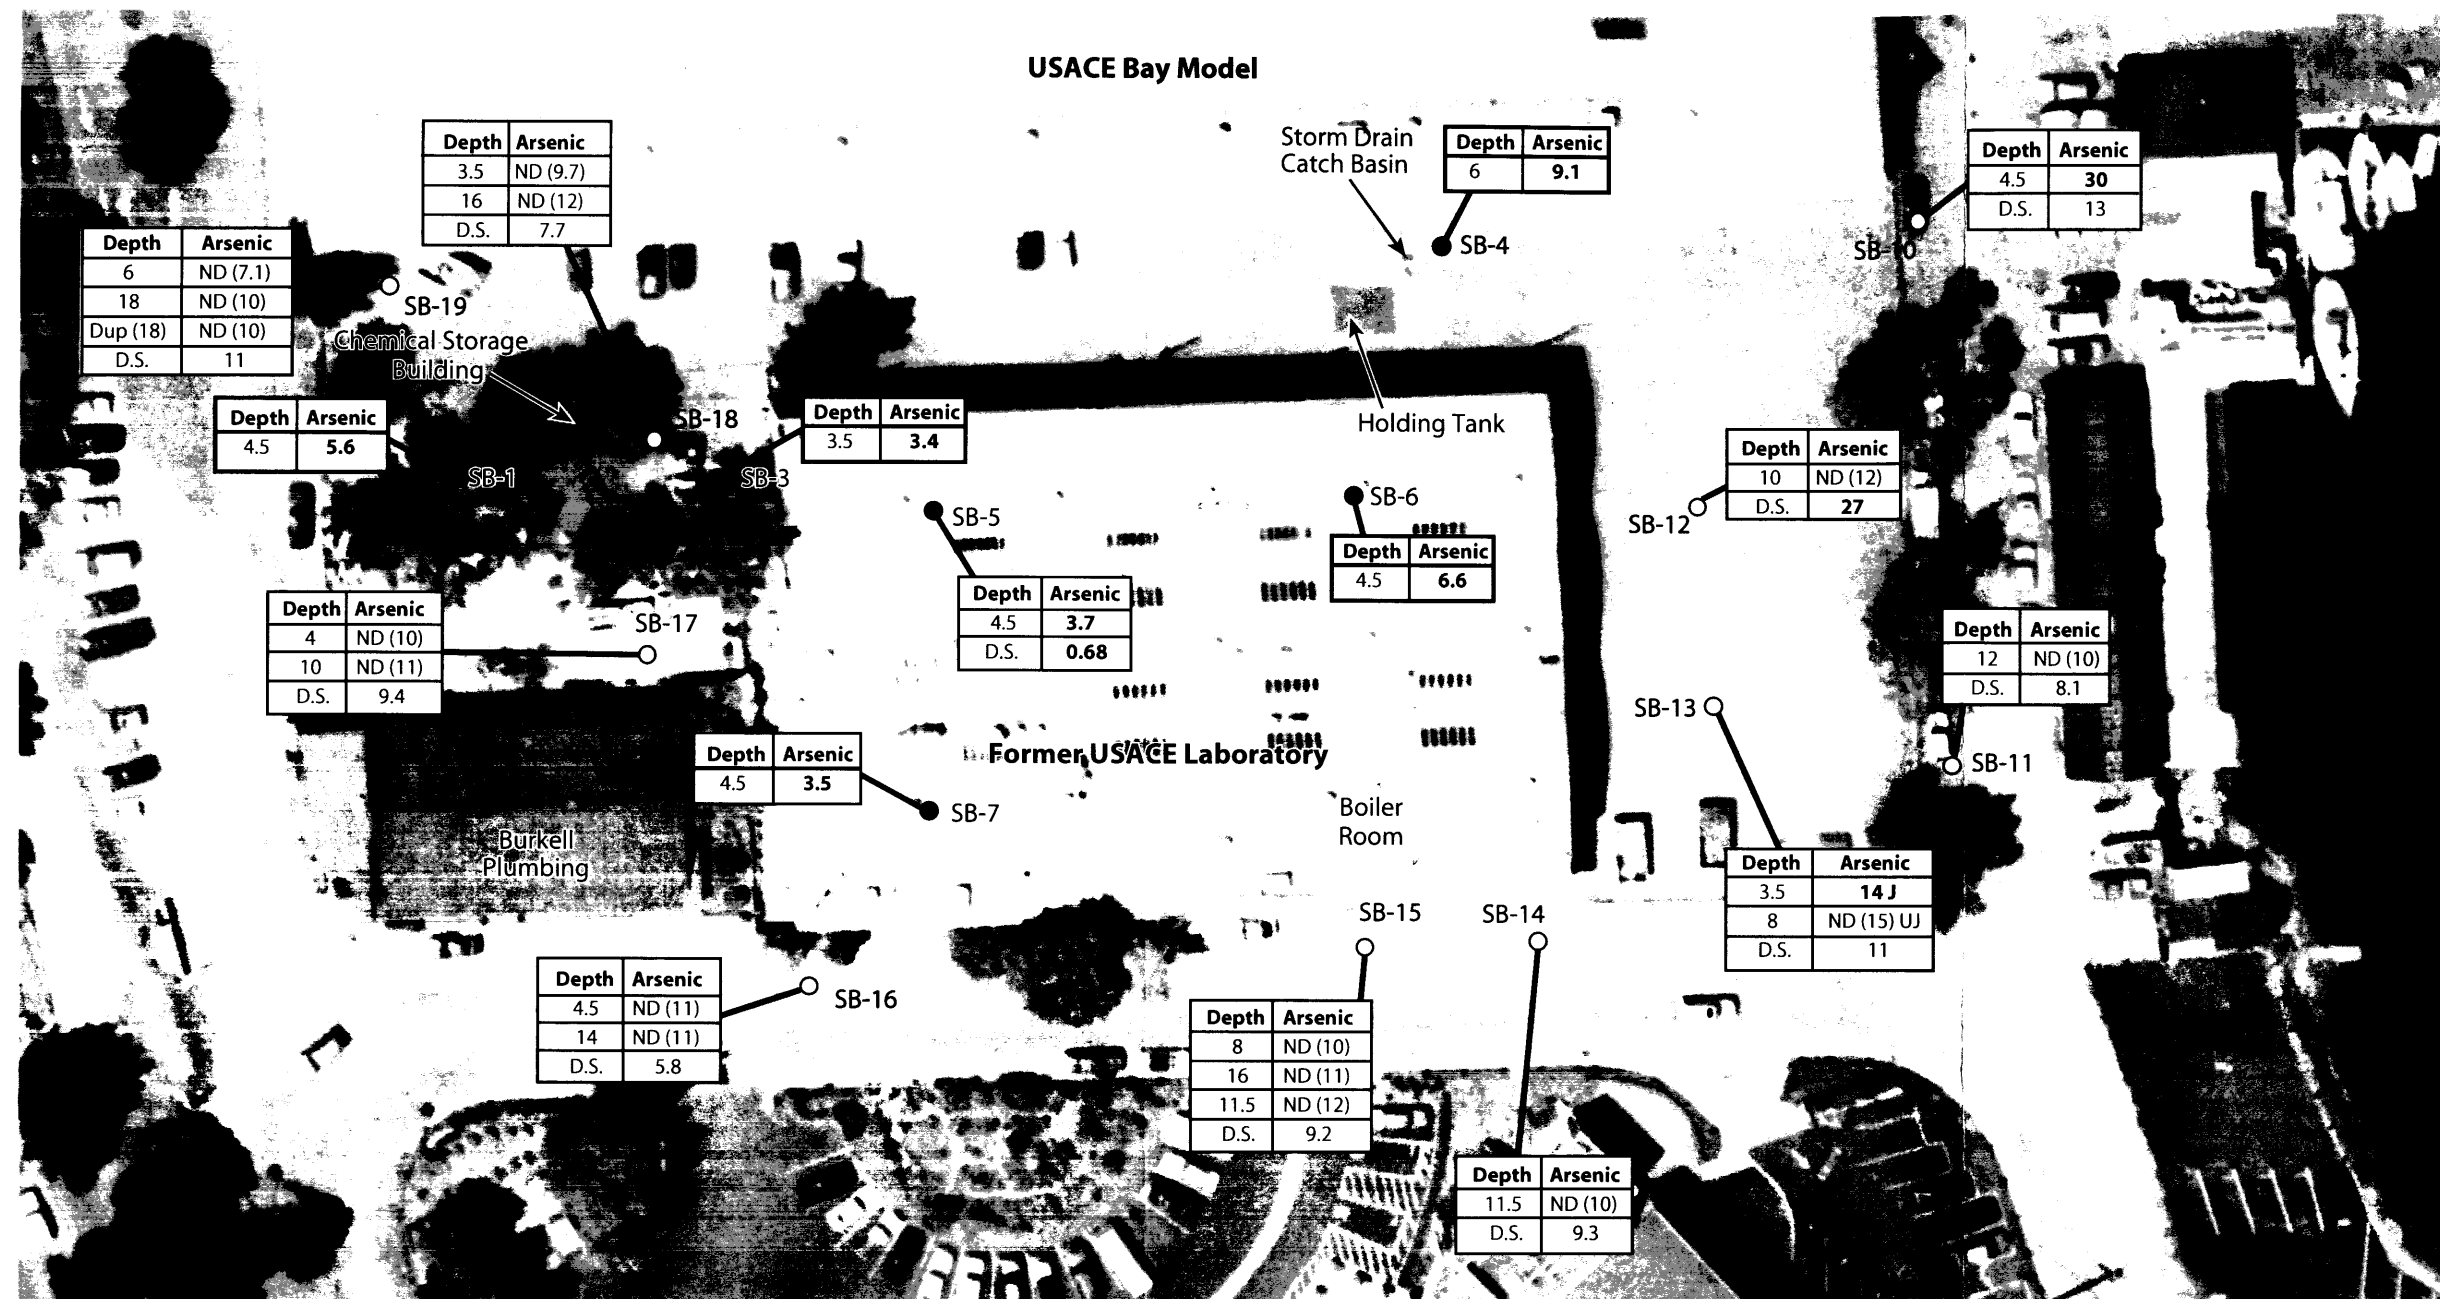 USACE Bay Model
Depth Arsenic
3.5 ND (9.7)
16 ND (12)
D.S. 7.7
Storm Drain
Catch Basin
Depth Arsenic
6 9.1
SB-4
Depth Arsenic
4.5 30
D.S. 13
SB-10
Depth Arsenic
6 ND (7.1)
18 ND (10)
Dup (18) ND (10)
D.S. 11
SB-19
Chemical Storage
Building
Depth Arsenic
4.5 5.6
SB-1
SB-18
SB-3
Depth Arsenic
3.5 3.4
Holding Tank
SB-5
Depth Arsenic
4.5 3.7
D.S. 0.68
SB-6
Depth Arsenic
4.5 6.6
SB-12
Depth Arsenic
10 ND (12)
D.S. 27
Depth Arsenic
4 ND (10)
10 ND (11)
D.S. 9.4
SB-17
Depth Arsenic
12 ND (10)
D.S. 8.1
SB-11
SB-13
Former USACE Laboratory
Depth Arsenic
4.5 3.5
SB-7
Boiler
Room
Burkell
Plumbing
Depth Arsenic
3.5 14 J
8 ND (15) UJ
D.S. 11
SB-15
SB-14
Depth Arsenic
4.5 ND (11)
14 ND (11)
D.S. 5.8
SB-16
Depth Arsenic
8 ND (10)
16 ND (11)
11.5 ND (12)
D.S. 9.2
Depth Arsenic
11.5 ND (10)
D.S. 9.3